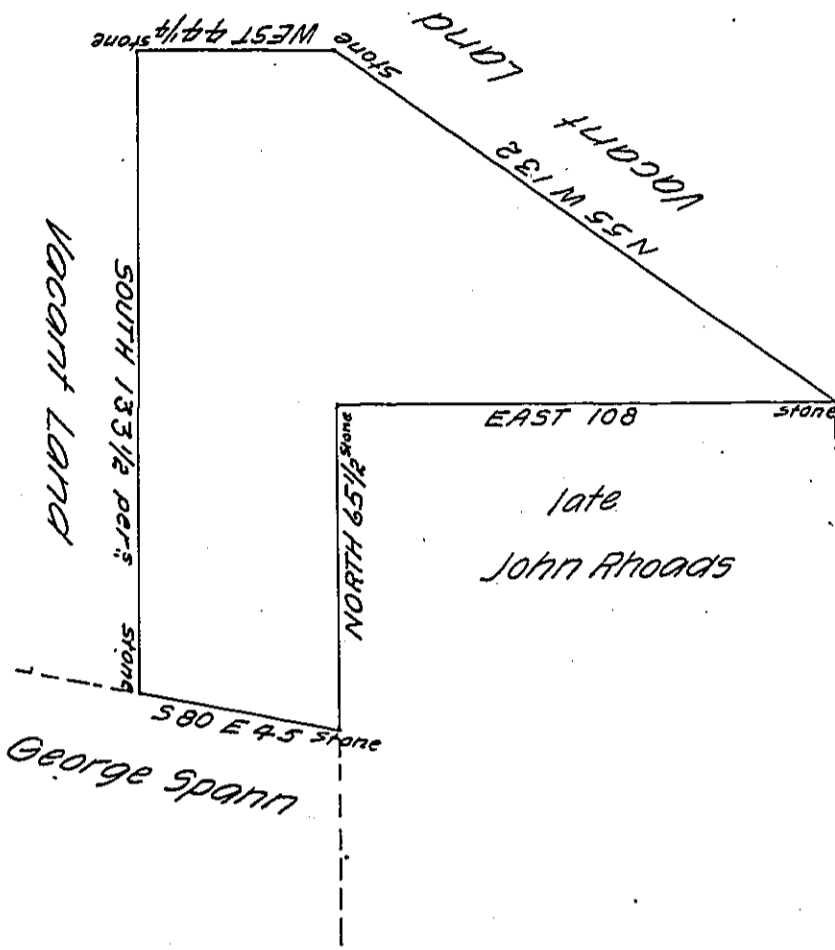 stone
WEST 44 1/4
Stone
Vacant Land
N 55 W 132
Vacant Land
SOUTH 133 1/2 per.s
stone
EAST 108
stone
stone
NORTH 65 1/2
late
John Rhoads
S 80 E 45
stone
George Spann